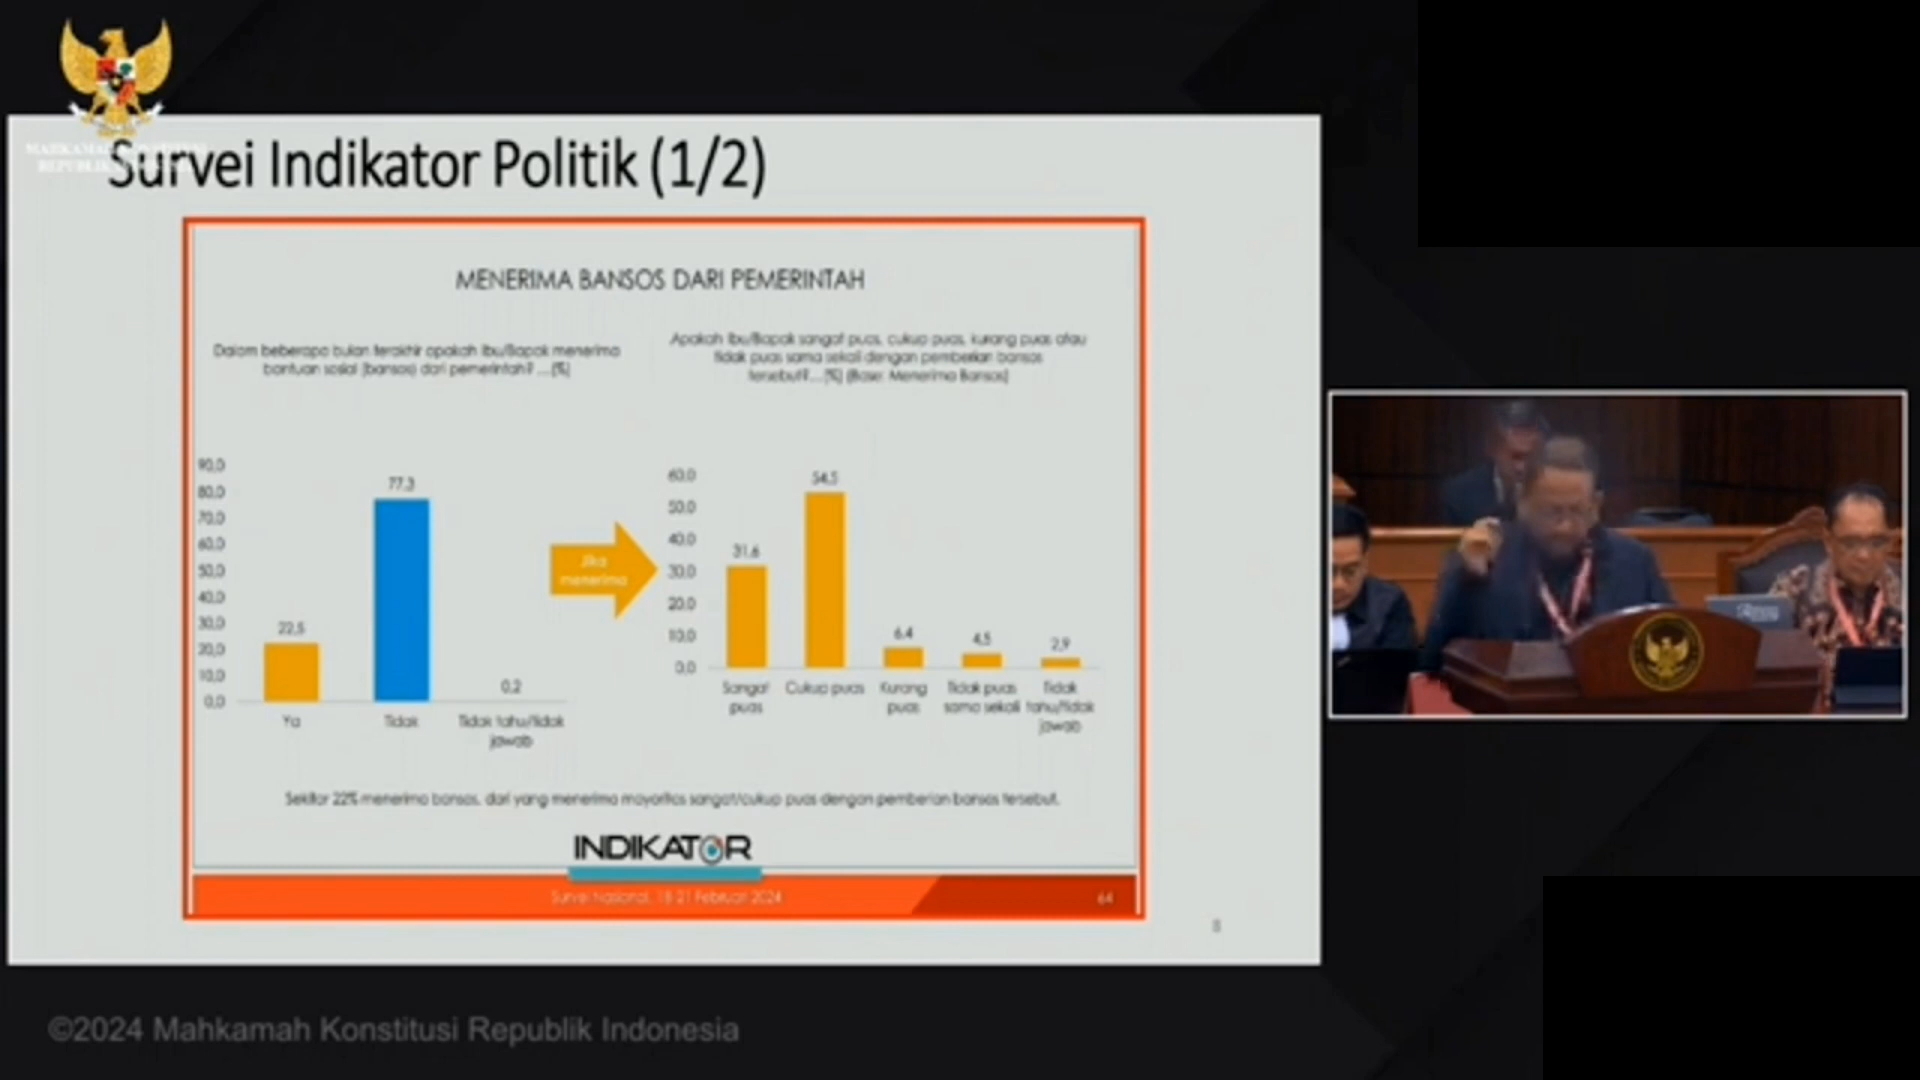 MAHKAMAH KONSTITUSI
REPUBLIK INDONESIA
Survei Indikator Politik (1/2)
MENERIMA BANSOS DARI PEMERINTAH
Dalam beberapa bulan terakhir apakah Ibu/Bapak menerima
bantuan sosial (bansos) dari pemerintah? ...(%)
90,0
80,0
70,0
60,0
50,0
40,0
30,0
20,0
10,0
0,0
22,5
77,3
0,2
Ya
Tidak
Tidak tahu/tidak
jawab
Jika
menerima
Apakah Ibu/Bapak sangat puas, cukup puas, kurang puas atau
tidak puas sama sekali dengan pemberian bansos
tersebut?...(%) (Base: Menerima Bansos)
60,0
50,0
40,0
30,0
20,0
10,0
0,0
31,6
54,5
6,4
4,5
2,9
Sangat
puas
Cukup puas
Kurang
puas
Tidak puas
sama sekali
Tidak
tahu/tidak
jawab
Sekitar 22% menerima bansos, dari yang menerima mayoritas sangat/cukup puas dengan pemberian bansos tersebut.
INDIKATOR
Survei Nasional, 18-21 Februari 2024
64
8
©2024 Mahkamah Konstitusi Republik Indonesia